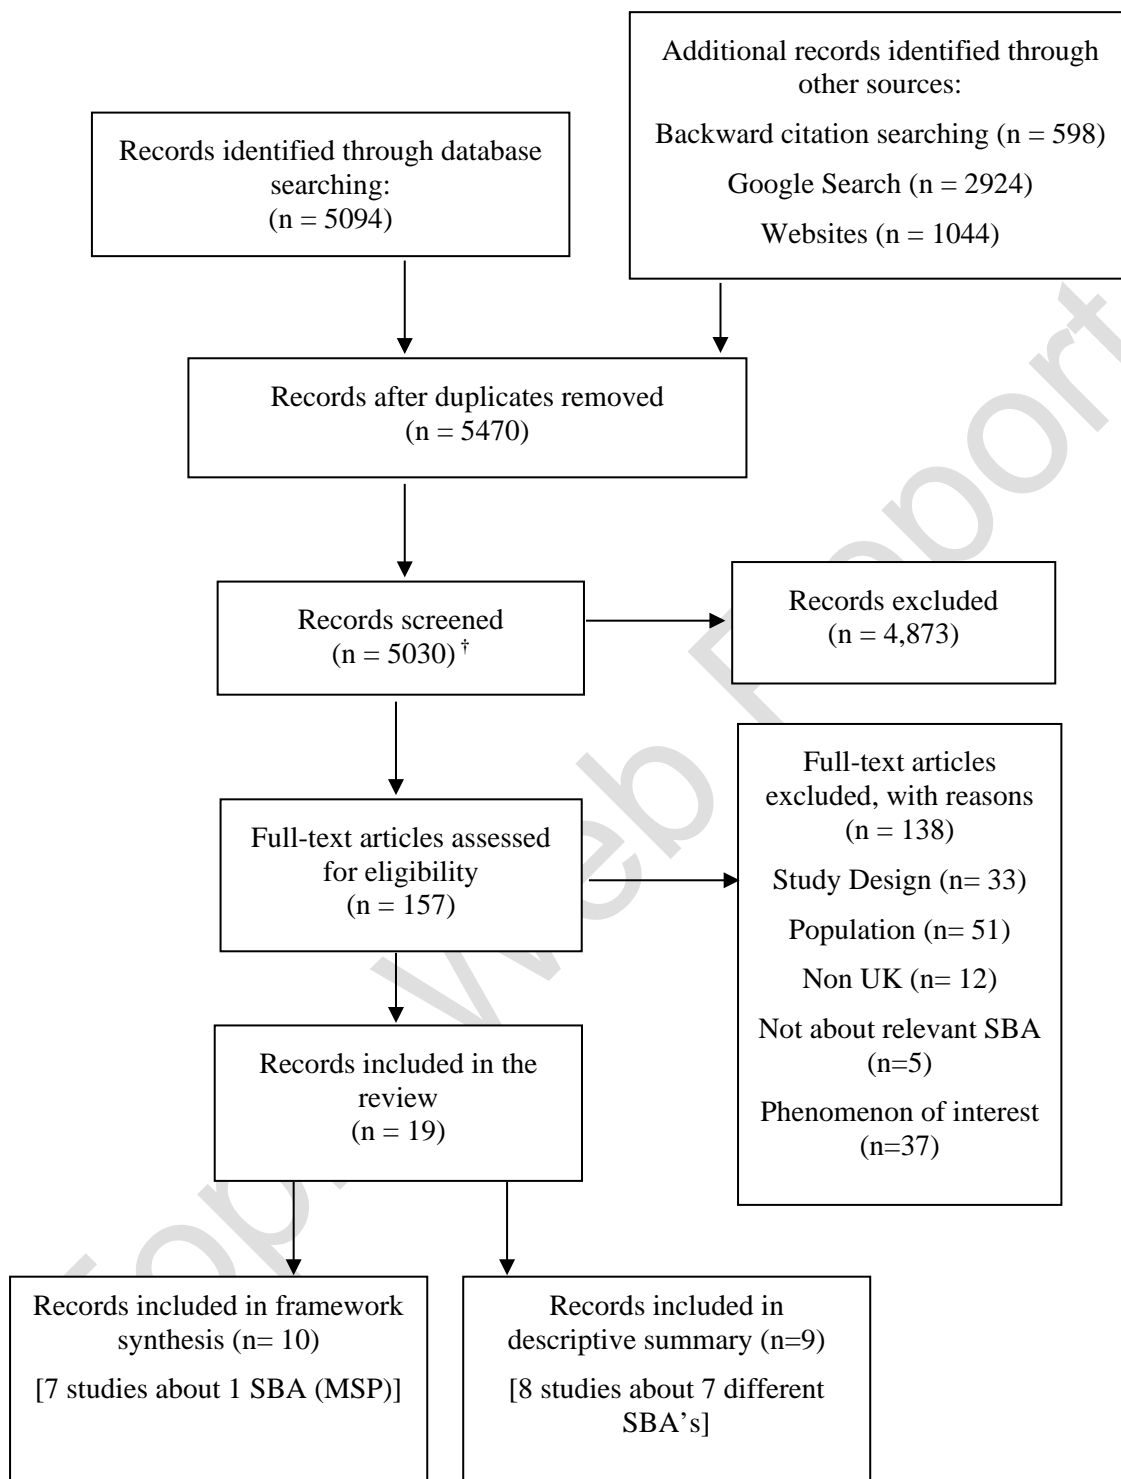 Records identified through database
searching:
(n = 5094)
Additional records identified through
other sources:
Backward citation searching (n = 598)
Google Search (n = 2924)
Websites (n = 1044)
Records after duplicates removed
(n = 5470)
Records screened
(n = 5030) †
Records excluded
(n = 4,873)
Full-text articles assessed
for eligibility
(n = 157)
Full-text articles
excluded, with reasons
(n = 138)
Study Design (n= 33)
Population (n= 51)
Non UK (n= 12)
Not about relevant SBA
(n=5)
Phenomenon of interest
(n=37)
Records included in the
review
(n = 19)
Records included in framework
synthesis (n= 10)
[7 studies about 1 SBA (MSP)]
Records included in
descriptive summary (n=9)
[8 studies about 7 different
SBA's]